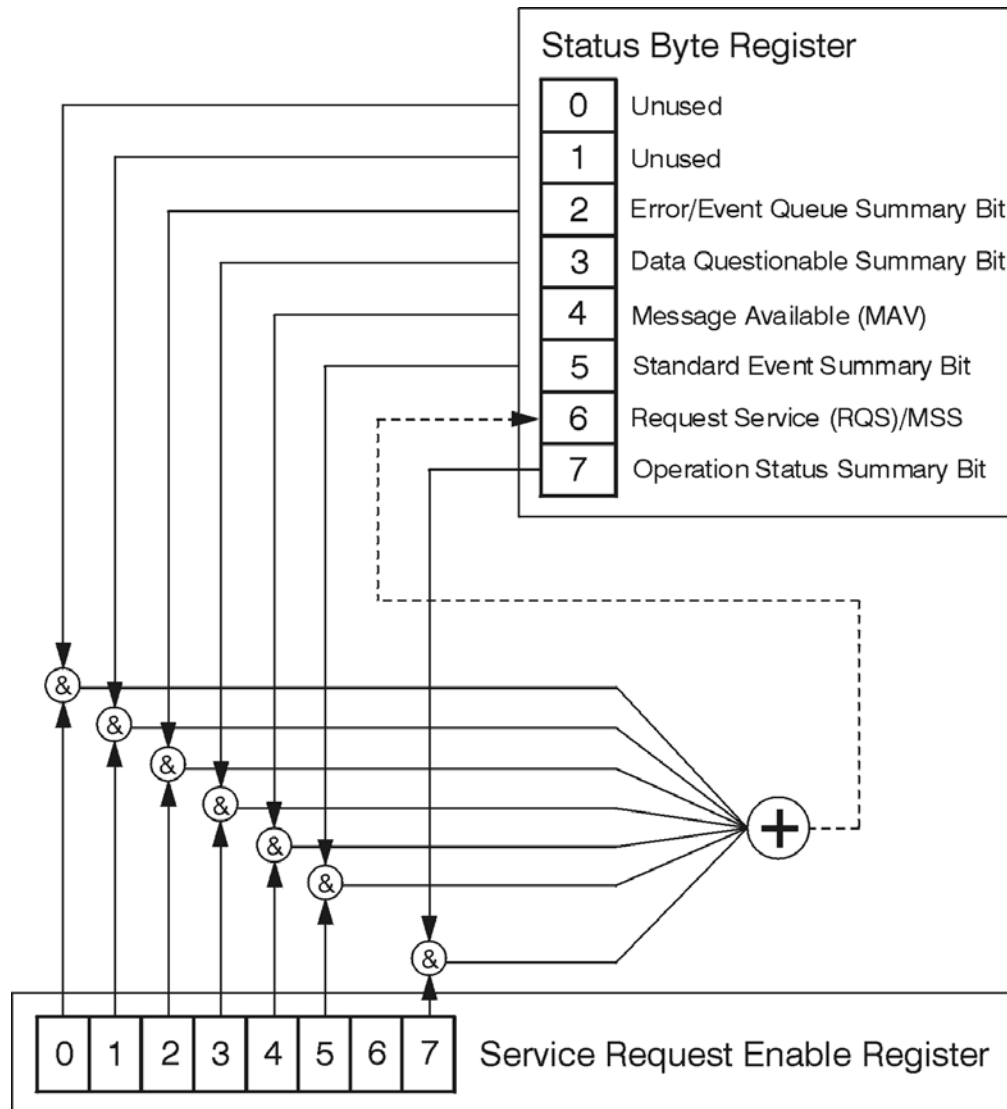 Status Byte Register
0 Unused
1 Unused
2 Error/Event Queue Summary Bit
3 Data Questionable Summary Bit
4 Message Available (MAV)
5 Standard Event Summary Bit
6 Request Service (RQS)/MSS
7 Operation Status Summary Bit
&
&
&
&
&
&
+
&
0 1 2 3 4 5 6 7 Service Request Enable Register